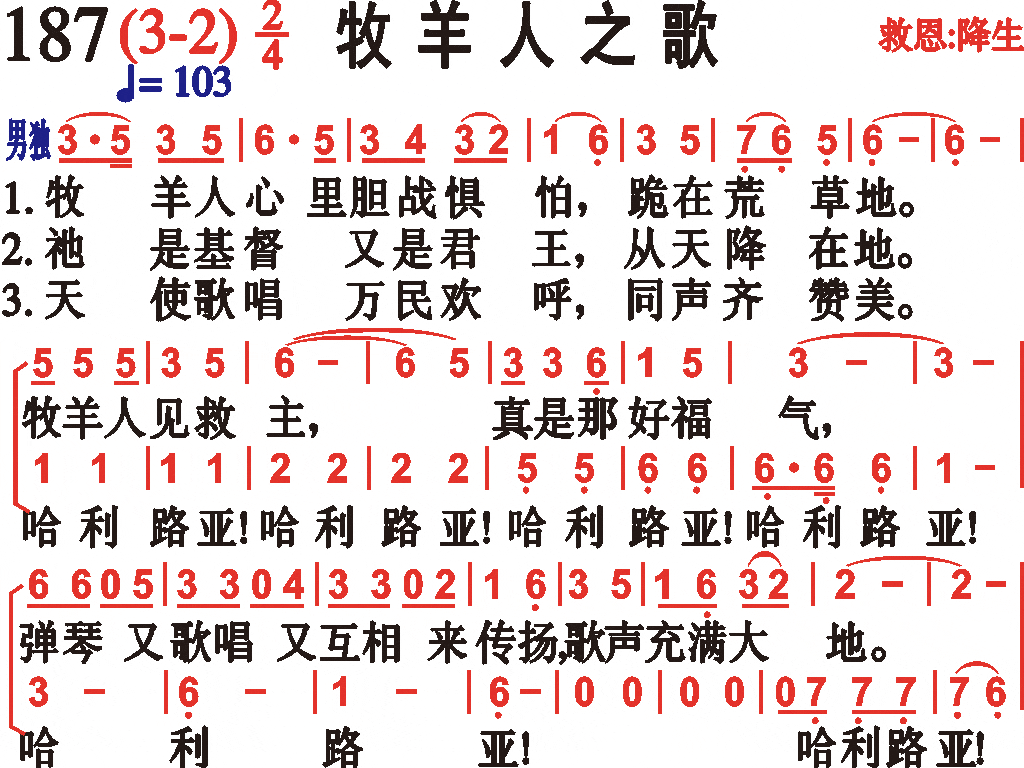 187 (3-2) 2/4 牧羊人之歌 救恩:降生
♩= 103
男独 3·5 3 5 | 6·5 | 3 4 3 2 | 1 6 | 3 5 | 7 6 5 | 6 – | 6 – |
1. 牧 羊人心 里胆战惧 怕，跪在荒 草地。
2. 祂 是基督 又是君 王，从天降 在地。
3. 天 使歌唱 万民欢 呼，同声齐 赞美。
5 5 5 | 3 5 | 6 – | 6 5 | 3 3 6 | 1 5 | 3 – | 3 – |
牧羊人见救 主， 真是那好福 气，
1 1 | 1 1 | 2 2 | 2 2 | 5 5 | 6 6 | 6·6 6 | 1 – |
哈利 路亚! 哈利 路亚! 哈利 路亚! 哈利路 亚!
6 6 0 5 | 3 3 0 4 | 3 3 0 2 | 1 6 | 3 5 | 1 6 3 2 | 2 – | 2 – |
弹琴 又歌唱 又互相 来传扬,歌声充满大 地。
3 – | 6 – | 1 – | 6 – | 0 0 | 0 0 | 0 7 7 7 | 7 6 |
哈 利 路 亚! 哈利路亚!